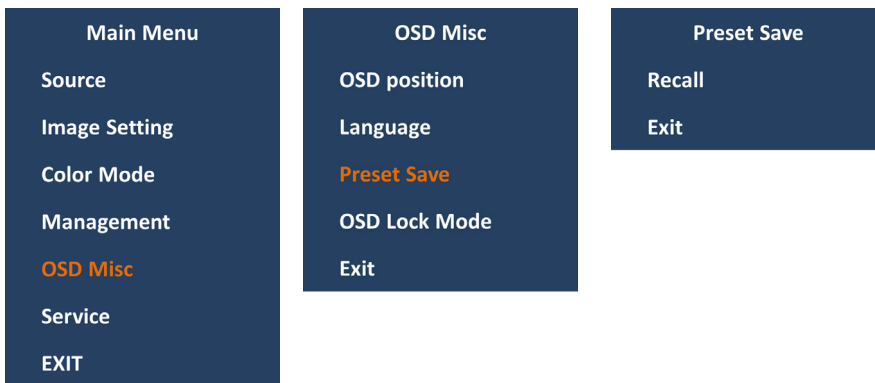 Main Menu
Source
Image Setting
Color Mode
Management
OSD Misc
Service
EXIT
OSD Misc
OSD position
Language
Preset Save
OSD Lock Mode
Exit
Preset Save
Recall
Exit